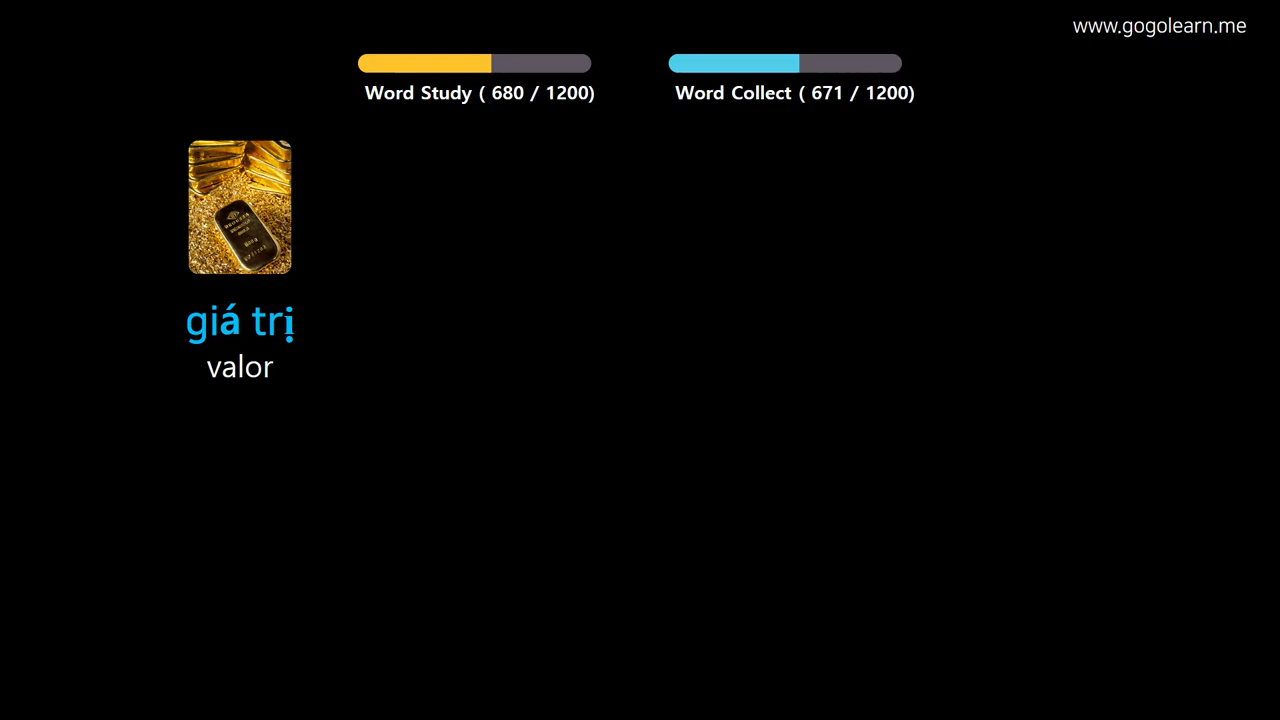 www.gogolearn.me
Word Study ( 680 / 1200)
Word Collect ( 671 / 1200)
giá trị
valor